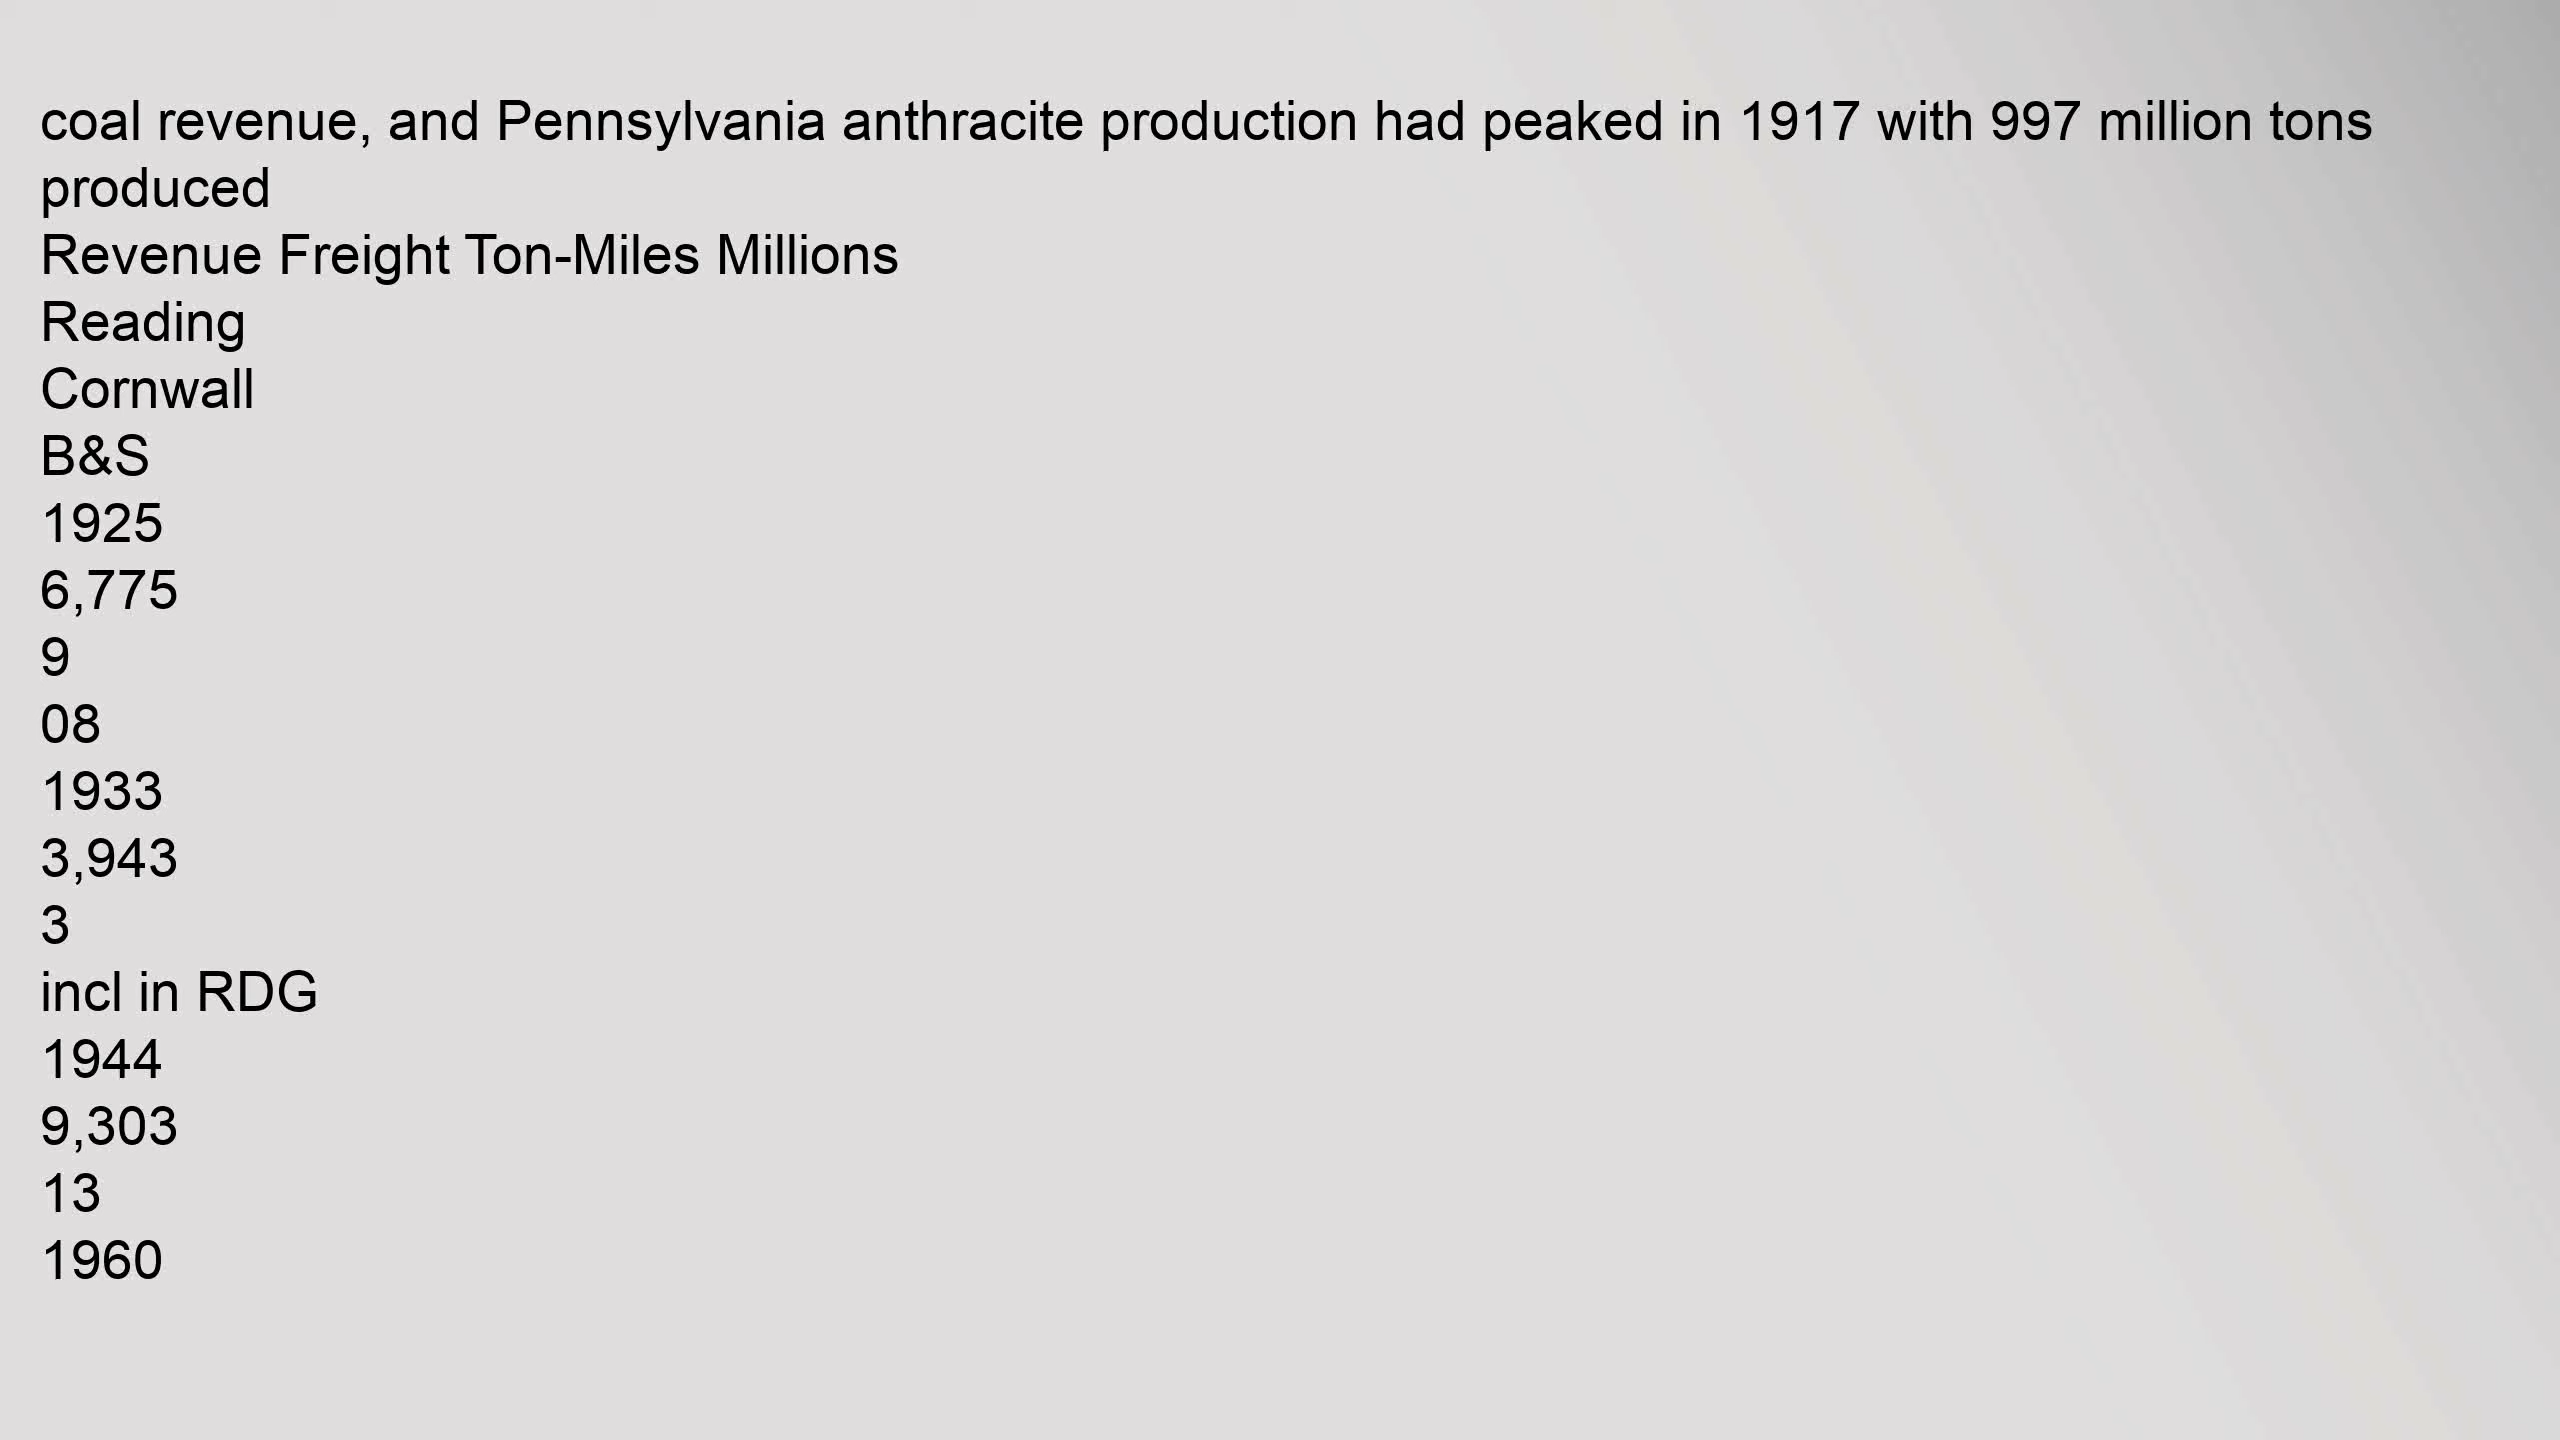 coal revenue, and Pennsylvania anthracite production had peaked in 1917 with 997 million tons
produced
Revenue Freight Ton-Miles Millions
Reading
Cornwall
B&S
1925
6,775
9
08
1933
3,943
3
incl in RDG
1944
9,303
13
1960